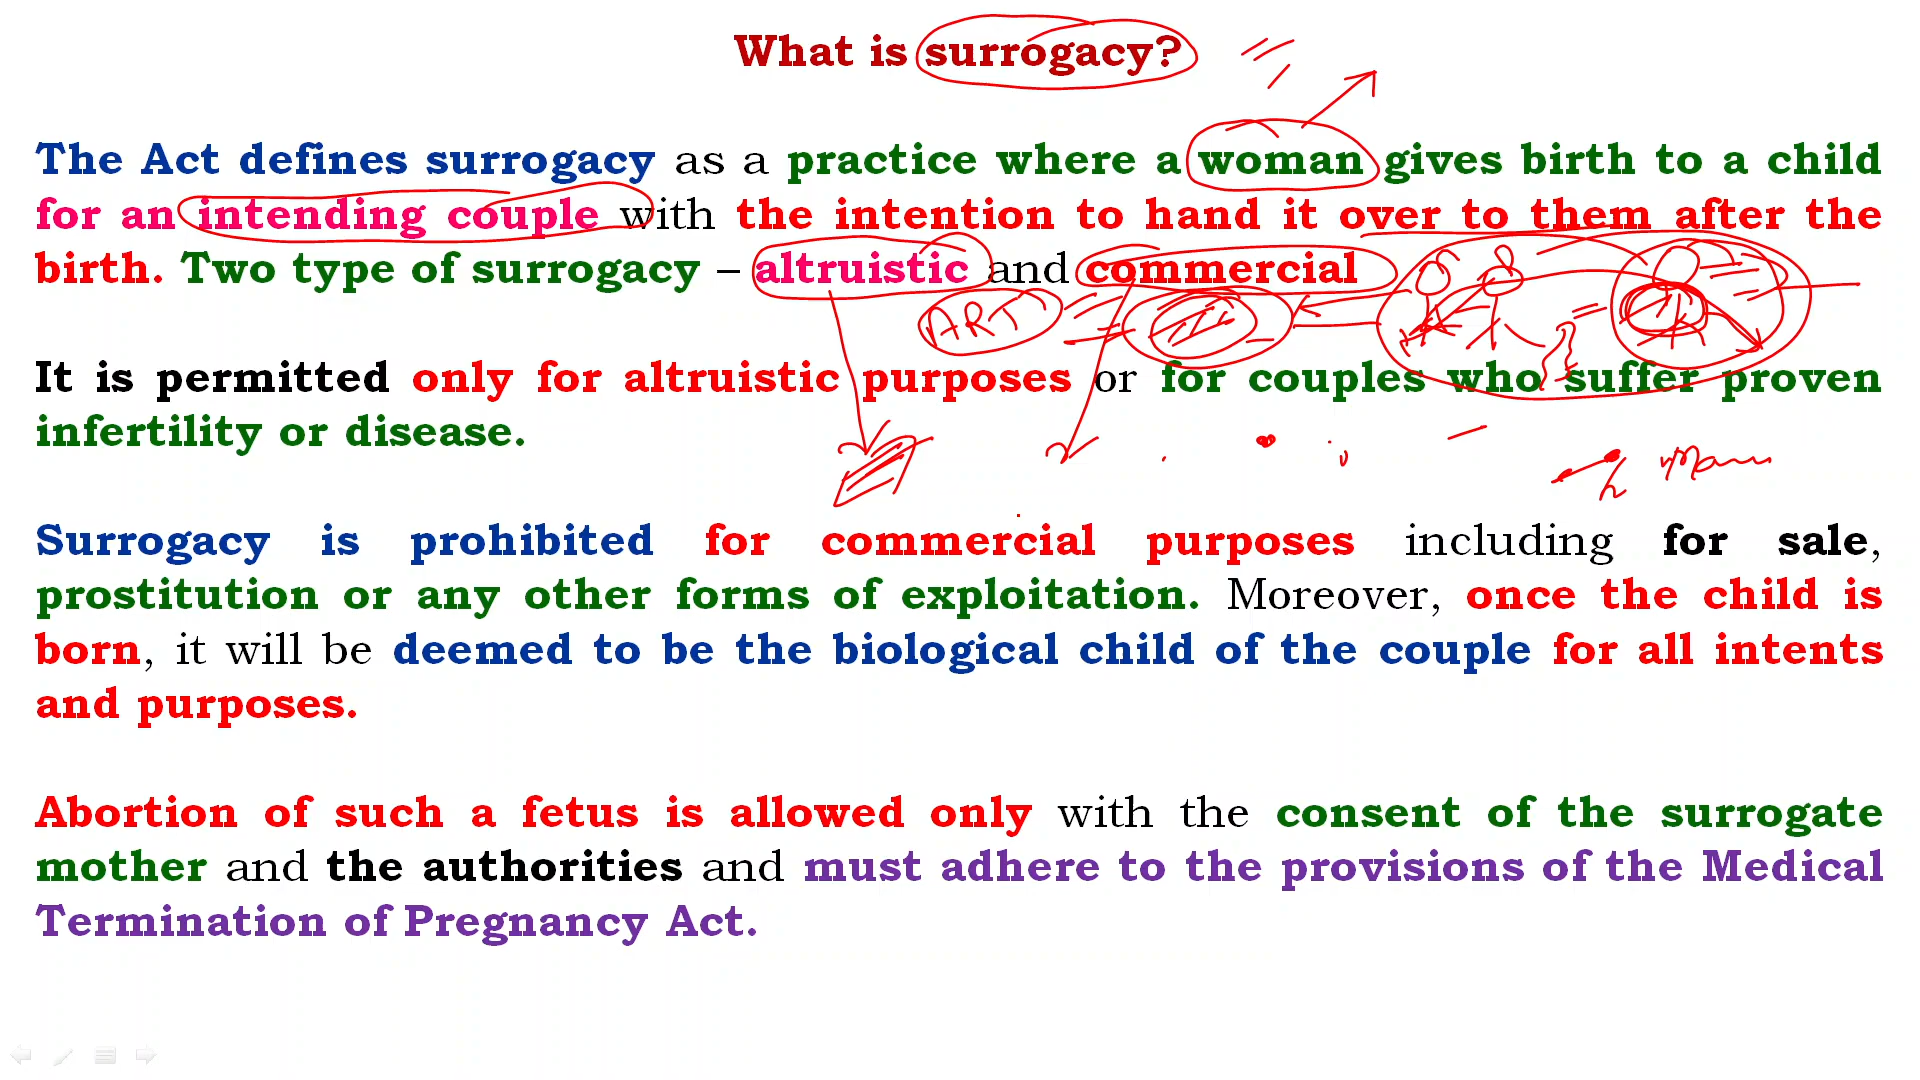 What is surrogacy?
The Act defines surrogacy as a practice where a woman gives birth to a child
for an intending couple with the intention to hand it over to them after the
birth. Two type of surrogacy – altruistic and commercial
ART
It is permitted only for altruistic purposes or for couples who suffer proven
infertility or disease.
Surrogacy is prohibited for commercial purposes including for sale,
prostitution or any other forms of exploitation. Moreover, once the child is
born, it will be deemed to be the biological child of the couple for all intents
and purposes.
Abortion of such a fetus is allowed only with the consent of the surrogate
mother and the authorities and must adhere to the provisions of the Medical
Termination of Pregnancy Act.